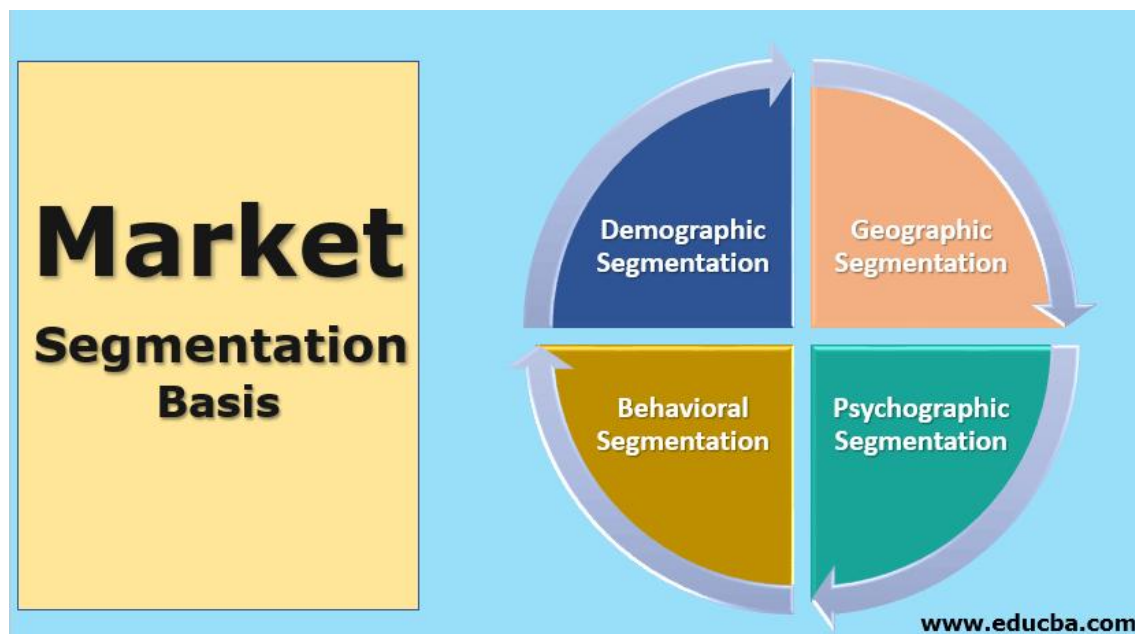 Market
Segmentation
Basis
Demographic
Segmentation
Geographic
Segmentation
Behavioral
Segmentation
Psychographic
Segmentation
www.educba.com